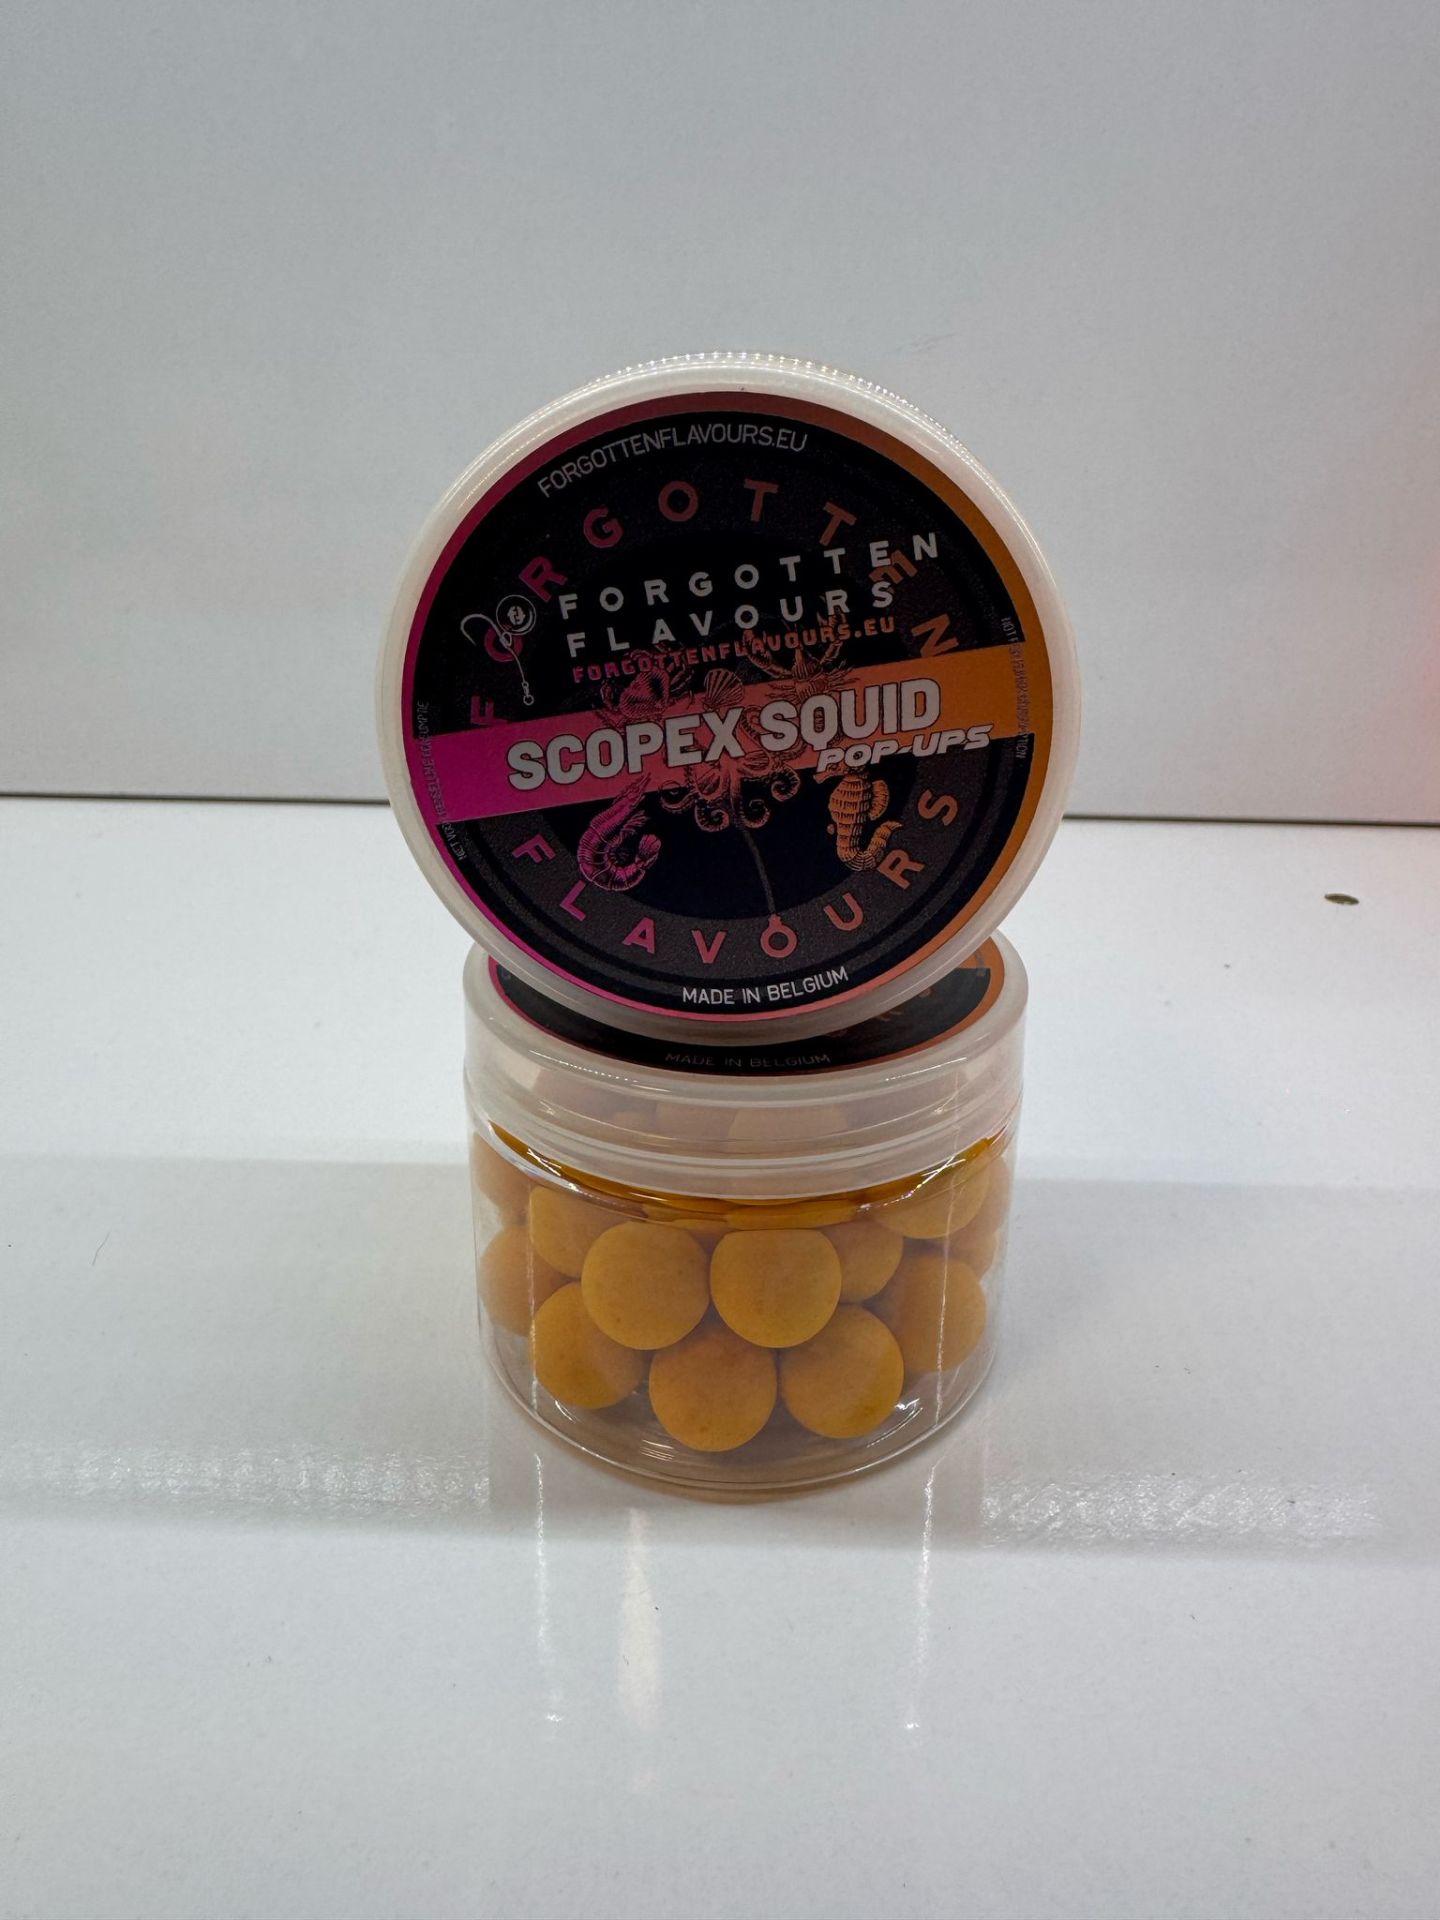 FORGOTTENFLAVOURS.EU
FORGOTTEN
FORGOTTEN
FLAVOURS
FORGOTTENFLAVOURS.EU
SCOPEX SQUID
POP-UPS
FLAVOURS
MADE IN BELGIUM
MADE IN BELGIUM